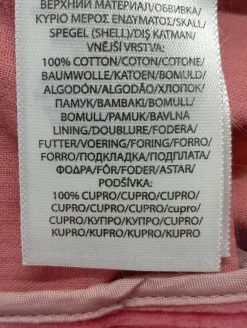 ВЕРХНИЙ МАТЕРИАЛ/ОБВИВКА/
ΚΥΡΙΟ ΜΕΡΟΣ ΕΝΔΥΜΑΤΟΣ/SKALL/
SPEGEL (SHELL)/DIŞ KATMAN/
VNĚJŠÍ VRSTVA:
100% COTTON/COTON/COTONE/
BAUMWOLLE/KATOEN/BOMULD/
ALGODÓN/ALGODÃO/ХЛОПОК/
ПАМУК/ΒΑΜΒΑΚΙ/BOMULL/
BOMULL/PAMUK/BAVLNA
LINING/DOUBLURE/FODERA/
FUTTER/VOERING/FORING/FORRO/
FORRO/ПОДКЛАДКА/ПОДПЛАТА/
ΦΟΔΡΑ/FÔR/FODER/ASTAR/
PODŠÍVKA:
100% CUPRO/CUPRO/CUPRO/
CUPRO/CUPRO/CUPRO/cupro/
CUPRO/КУПРО/КУПРО/CUPRO/
KUPRO/KUPRO/KUPRO/KUPRO